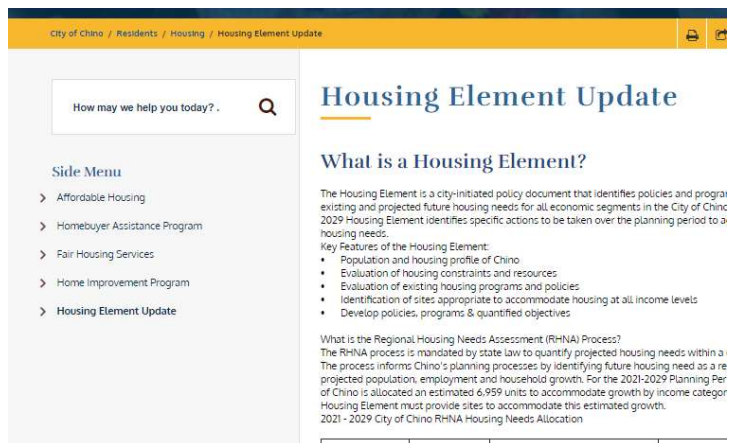 City of Chino / Residents / Housing / Housing Element Update
How may we help you today? .
Side Menu
Affordable Housing
Homebuyer Assistance Program
Fair Housing Services
Home Improvement Program
Housing Element Update
Housing Element Update
What is a Housing Element?
The Housing Element is a city-initiated policy document that identifies policies and
existing and projected future housing needs for all economic segments in the City of Chino
2029 Housing Element identifies specific actions to be taken over the planning period to
housing needs.
Key Features of the Housing Element:
• Population and housing profile of Chino
• Evaluation of housing constraints and resources
• Evaluation of existing housing programs and policies
• Identification of sites appropriate to accommodate housing at all income levels
• Develop policies, programs & quantified objectives
What is the Regional Housing Needs Assessment (RHNA) Process?
The RHNA process is mandated by state law to quantify projected housing needs within a
The process informs Chino's planning processes by identifying future housing need as a
projected population, employment and household growth. For the 2021-2029 Planning
of Chino is allocated an estimated 6,959 units to accommodate growth by income
Housing Element must provide sites to accommodate this estimated growth.
2021 - 2029 City of Chino RHNA Housing Needs Allocation